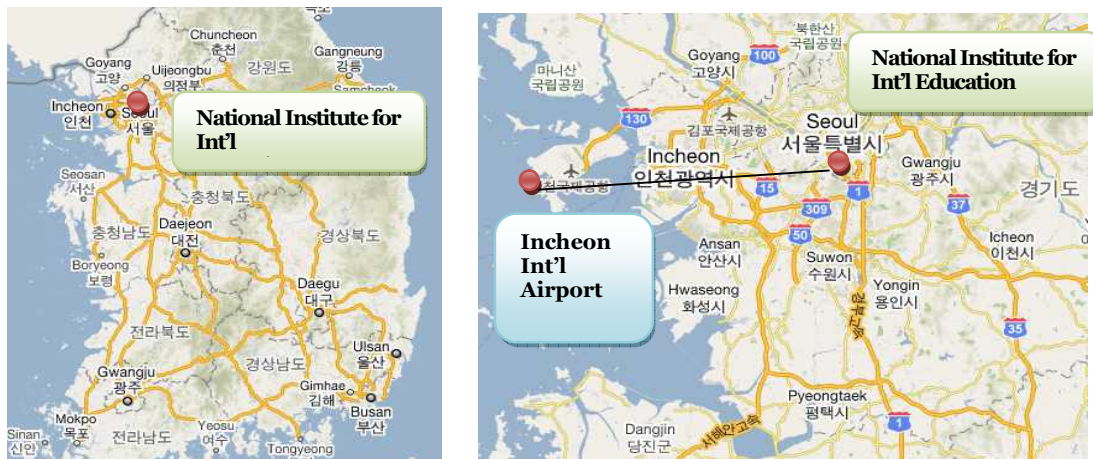 Chuncheon
춘천
Gangneung
강릉
강원도
Goyang
고양
Uijeongbu
의정부
Incheon
인천
Seoul
서울
National Institute for
Int'l
Seosan
서산
충청북도
Daejeon
대전
충청남도
경상북도
Boryeong
보령
Daegu
대구
전라북도
경상남도
Ulsan
울산
Gwangju
광주
Gimhae
김해
Busan
부산
Mokpo
목포
Sinan
신안
전라남도
Yeosu
여수
Tongyeong
통영
북한산
국립공원
Goyang
고양시
100
National Institute for
Int'l Education
마니산
국립공원
130
김포국제공항
Seoul
서울특별시
Incheon
인천광역시
Gwangju
광주시
경기도
15
1
309
37
50
Incheon
Int'l
Airport
Ansan
안산시
Suwon
수원시
Icheon
이천시
Hwaseong
화성시
Yongin
용인시
35
Pyeongtaek
평택시
1
Dangjin
당진군
서해안고속